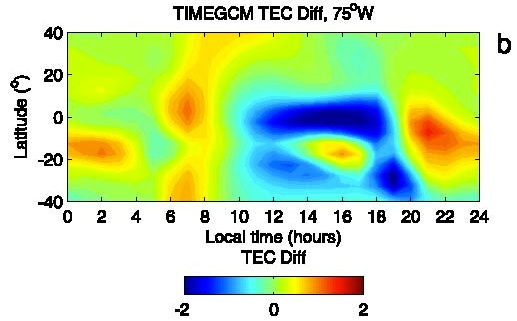 TIMEGCM TEC Diff, 75°W
b
Latitude (°)
40
20
0
-20
-40
0 2 4 6 8 10 12 14 16 18 20 22 24
Local time (hours)
TEC Diff
-2 0 2